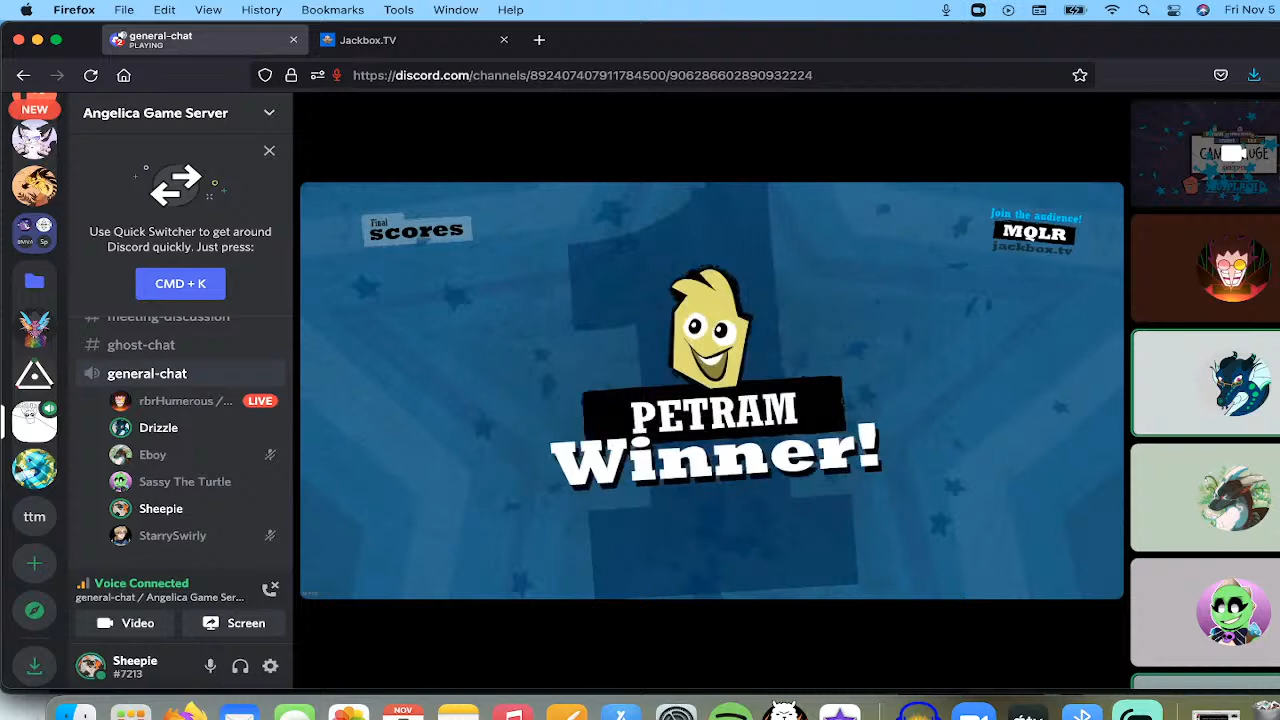 Firefox File Edit View History Bookmarks Tools Window Help Fri Nov 5
general-chat
PLAYING
Jackbox.TV
https://discord.com/channels/892407407911784500/906286602890932224
NEW
Angelica Game Server
Use Quick Switcher to get around
Discord quickly. Just press:
CMD + K
meeting-discussion
ghost-chat
general-chat
rbrHumorous /... LIVE
Drizzle
Eboy
Sassy The Turtle
Sheepie
StarrySwirly
ttm
Voice Connected
general-chat / Angelica Game Ser...
Video Screen
Sheepie
#7213
Final
scores
Join the audience!
MQLR
jackbox.tv
PETRAM
Winner!
NOV